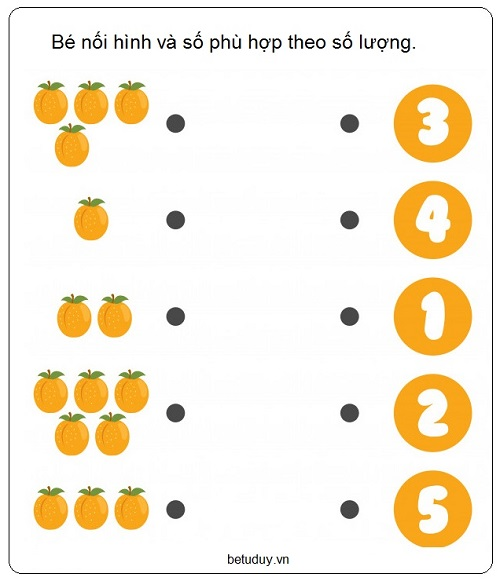 Bé nối hình và số phù hợp theo số lượng.
3
4
1
2
5
betuduy.vn